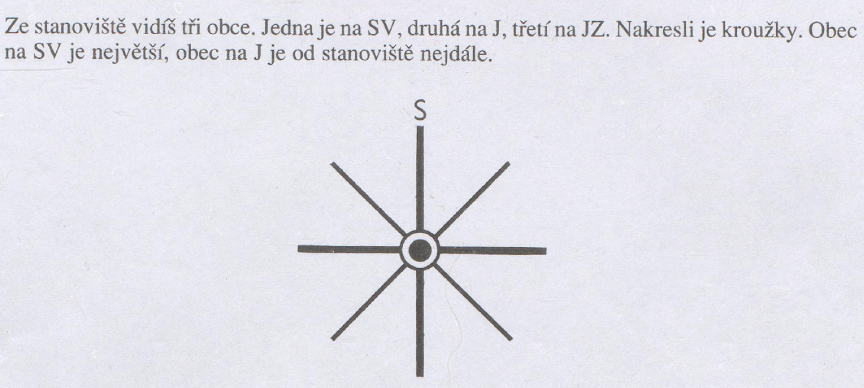 Ze stanoviště vidíš tři obce. Jedna je na SV, druhá na J, třetí na JZ. Nakresli je kroužky. Obec
na SV je největší, obec na J je od stanoviště nejdále.
S